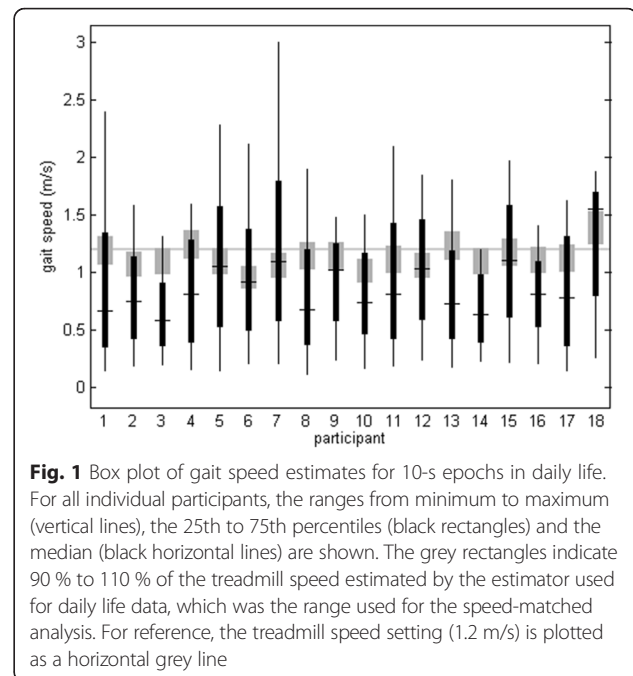 3
2.5
2
1.5
1
0.5
0
gait speed (m/s)
1 2 3 4 5 6 7 8 9 10 11 12 13 14 15 16 17 18
participant
Fig. 1 Box plot of gait speed estimates for 10-s epochs in daily life.
For all individual participants, the ranges from minimum to maximum
(vertical lines), the 25th to 75th percentiles (black rectangles) and the
median (black horizontal lines) are shown. The grey rectangles indicate
90 % to 110 % of the treadmill speed estimated by the estimator used
for daily life data, which was the range used for the speed-matched
analysis. For reference, the treadmill speed setting (1.2 m/s) is plotted
as a horizontal grey line